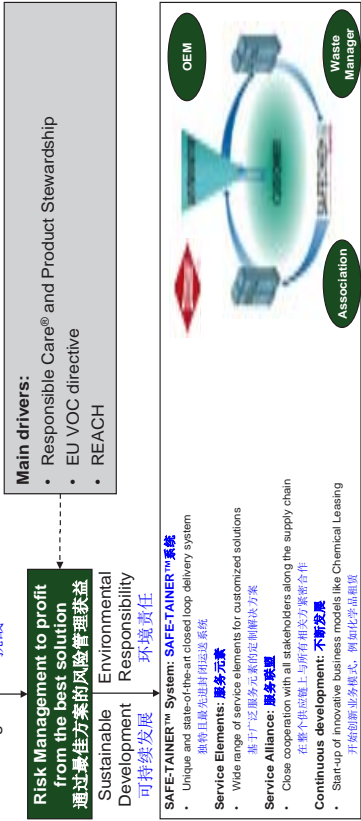 Main drivers:
• Responsible Care® and Product Stewardship
• EU VOC directive
• REACH
Risk Management to profit
from the best solution
通过最佳方案的风险管理获益
Sustainable
Development
可持续发展
Environmental
Responsibility
环境责任
SAFE-TAINER™ System: SAFE-TAINER™系统
• Unique and state-of-the-art closed loop delivery system
独特且最先进封闭运送系统
Service Elements: 服务元素
• Wide range of service elements for customized solutions
基于广泛服务元素的定制解决方案
Service Alliance: 服务联盟
• Close cooperation with all stakeholders along the supply chain
在整个供应链上与所有相关方紧密合作
Continuous development: 不断发展
• Start-up of innovative business models like Chemical Leasing
开始创新业务模式，例如化学品租赁
OEM
Waste
Manager
Association